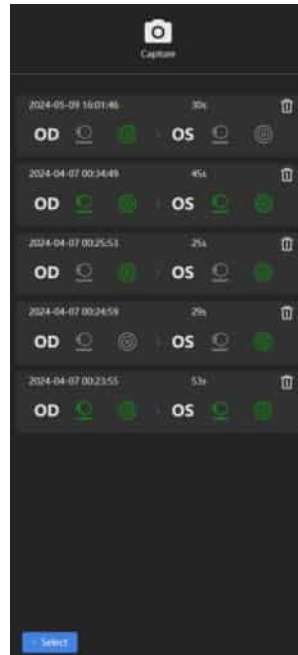 Capture
2024-05-09 16:01:46 30s
OD OS
2024-04-07 00:34:49 45s
OD OS
2024-04-07 00:25:53 25s
OD OS
2024-04-07 00:24:59 29s
OD OS
2024-04-07 00:23:55 53s
OD OS
Select